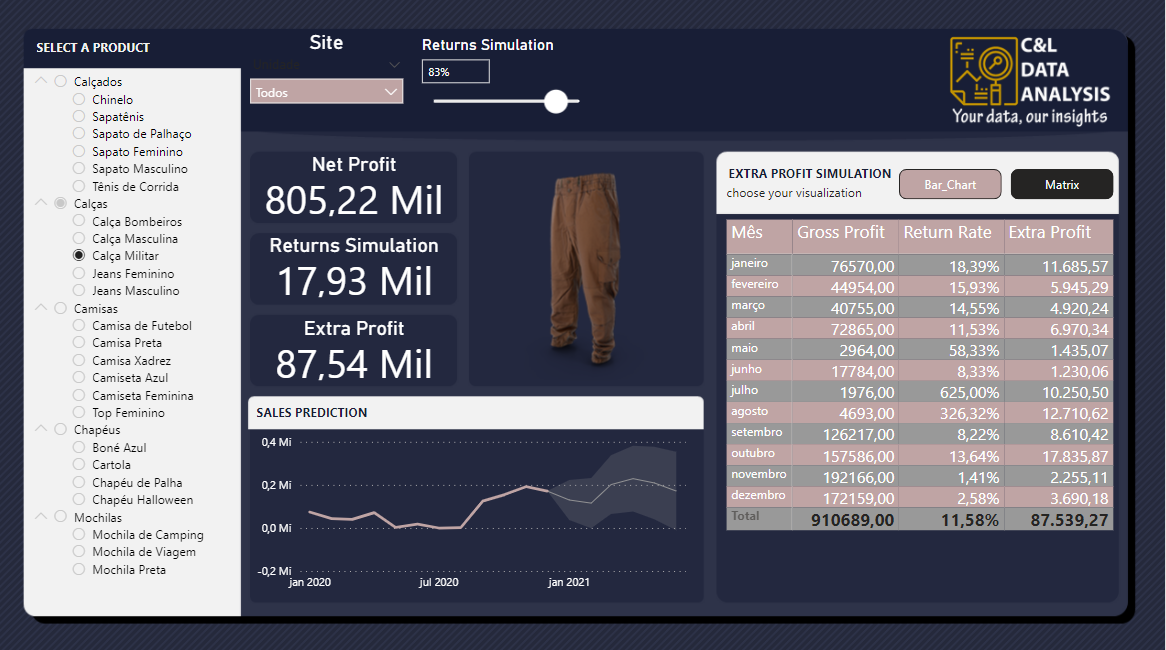 SELECT A PRODUCT
Calçados
Chinelo
Sapatênis
Sapato de Palhaço
Sapato Feminino
Sapato Masculino
Tênis de Corrida
Calças
Calça Bombeiros
Calça Masculina
Calça Militar
Jeans Feminino
Jeans Masculino
Camisas
Camisa de Futebol
Camisa Preta
Camisa Xadrez
Camiseta Azul
Camiseta Feminina
Top Feminino
Chapéus
Boné Azul
Cartola
Chapéu de Palha
Chapéu Halloween
Mochilas
Mochila de Camping
Mochila de Viagem
Mochila Preta
Site
Todos
Returns Simulation
83%
C&L
DATA
ANALYSIS
Your data, our insights
Net Profit
805,22 Mil
Returns Simulation
17,93 Mil
Extra Profit
87,54 Mil
SALES PREDICTION
0,4 Mi
0,2 Mi
0,0 Mi
-0,2 Mi
jan 2020 jul 2020 jan 2021
EXTRA PROFIT SIMULATION
choose your visualization
Bar_Chart
Matrix
Mês Gross Profit Return Rate Extra Profit
janeiro 76570,00 18,39% 11.685,57
fevereiro 44954,00 15,93% 5.945,29
março 40755,00 14,55% 4.920,24
abril 72865,00 11,53% 6.970,34
maio 2964,00 58,33% 1.435,07
junho 17784,00 8,33% 1.230,06
julho 1976,00 625,00% 10.250,50
agosto 4693,00 326,32% 12.710,62
setembro 126217,00 8,22% 8.610,42
outubro 157586,00 13,64% 17.835,87
novembro 192166,00 1,41% 2.255,11
dezembro 172159,00 2,58% 3.690,18
Total 910689,00 11,58% 87.539,27